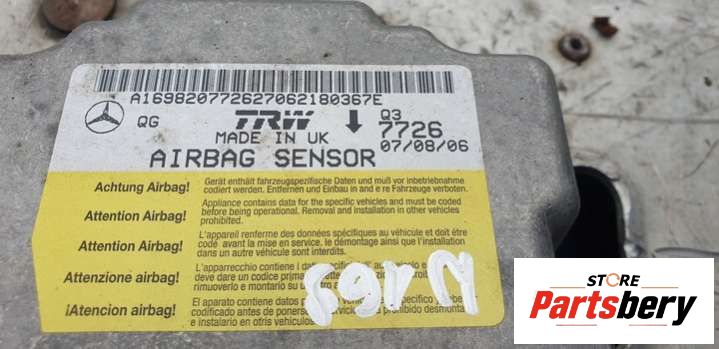 A1698207726270621803​67E
QG
TRW
Q3
MADE IN UK
7726
07/08/06
AIRBAG SENSOR
Achtung Airbag!
Gerät enthält fahrzeugspezifische Daten und muß vor inbetriebnahme
codiert werden. Entfernen und Einbau in and e re Fahrzeuge verboten.
Attention Airbag!
Appliance contains data for the specific vehicles and must be coded
before being operational. Removal and installation in other vehicles
prohibited.
Attention Airbag!
L'appareil renferme des données spécifiques au véhicule et doit être
codé avant la mise en service. le démontage ainsi que l'installation
dans un autre véhicule sont interdits.
Attenzione airbag!
L'apparecchio contiene i dati
deve dare un codice prima
rimuoverlo e montarlo su
¡Atencion airbag!
El aparato contiene datos
codificado antes de
e instalarlo en otris vehículos
W169
STORE
Partsbery